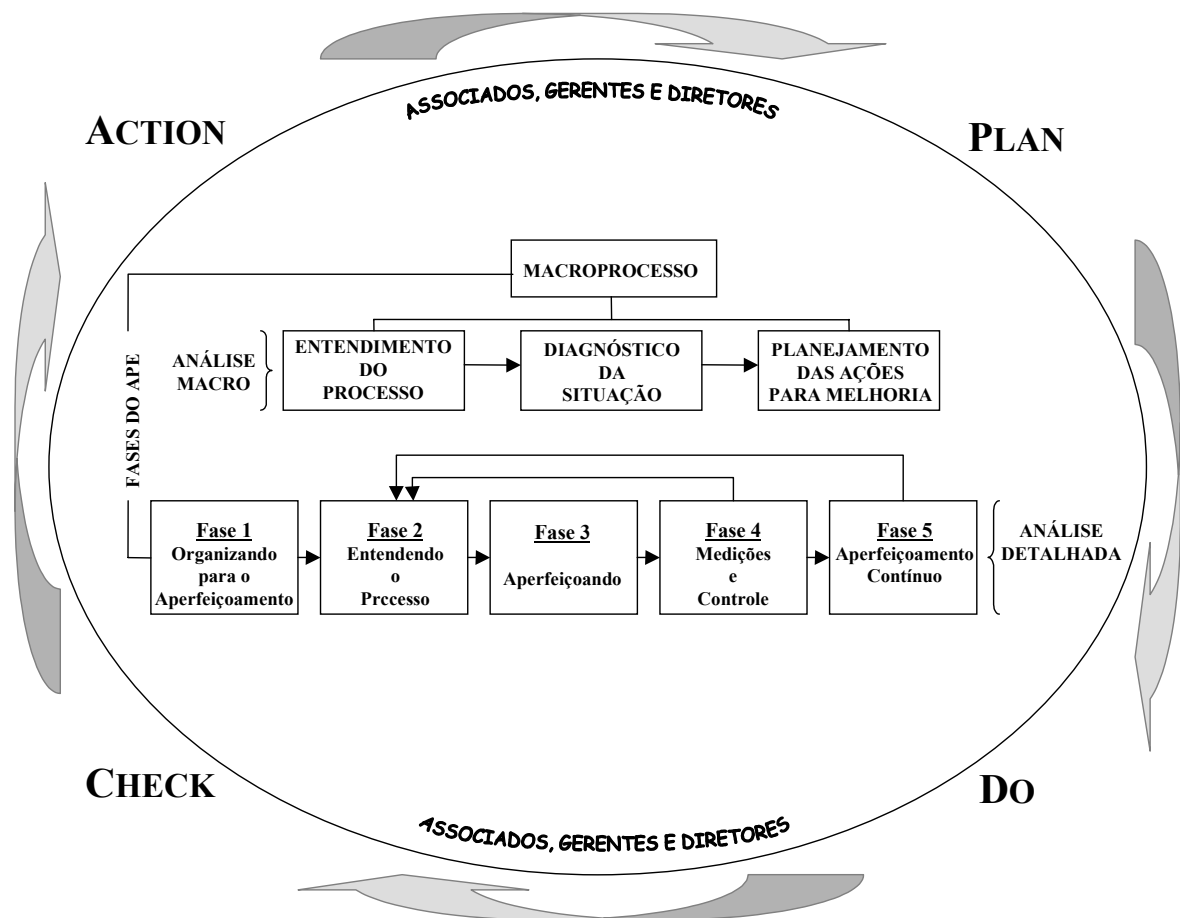 ASSOCIADOS, GERENTES E DIRETORES
ACTION
PLAN
MACROPROCESSO
FASES DO APE
ANÁLISE
MACRO
ENTENDIMENTO
DO
PROCESSO
DIAGNÓSTICO
DA
SITUAÇÃO
PLANEJAMENTO
DAS AÇÕES
PARA MELHORIA
Fase 1
Organizando
para o
Aperfeiçoamento
Fase 2
Entendendo
o
Prccesso
Fase 3
Aperfeiçoando
Fase 4
Medições
e
Controle
Fase 5
Aperfeiçoamento
Contínuo
ANÁLISE
DETALHADA
CHECK
DO
ASSOCIADOS, GERENTES E DIRETORES